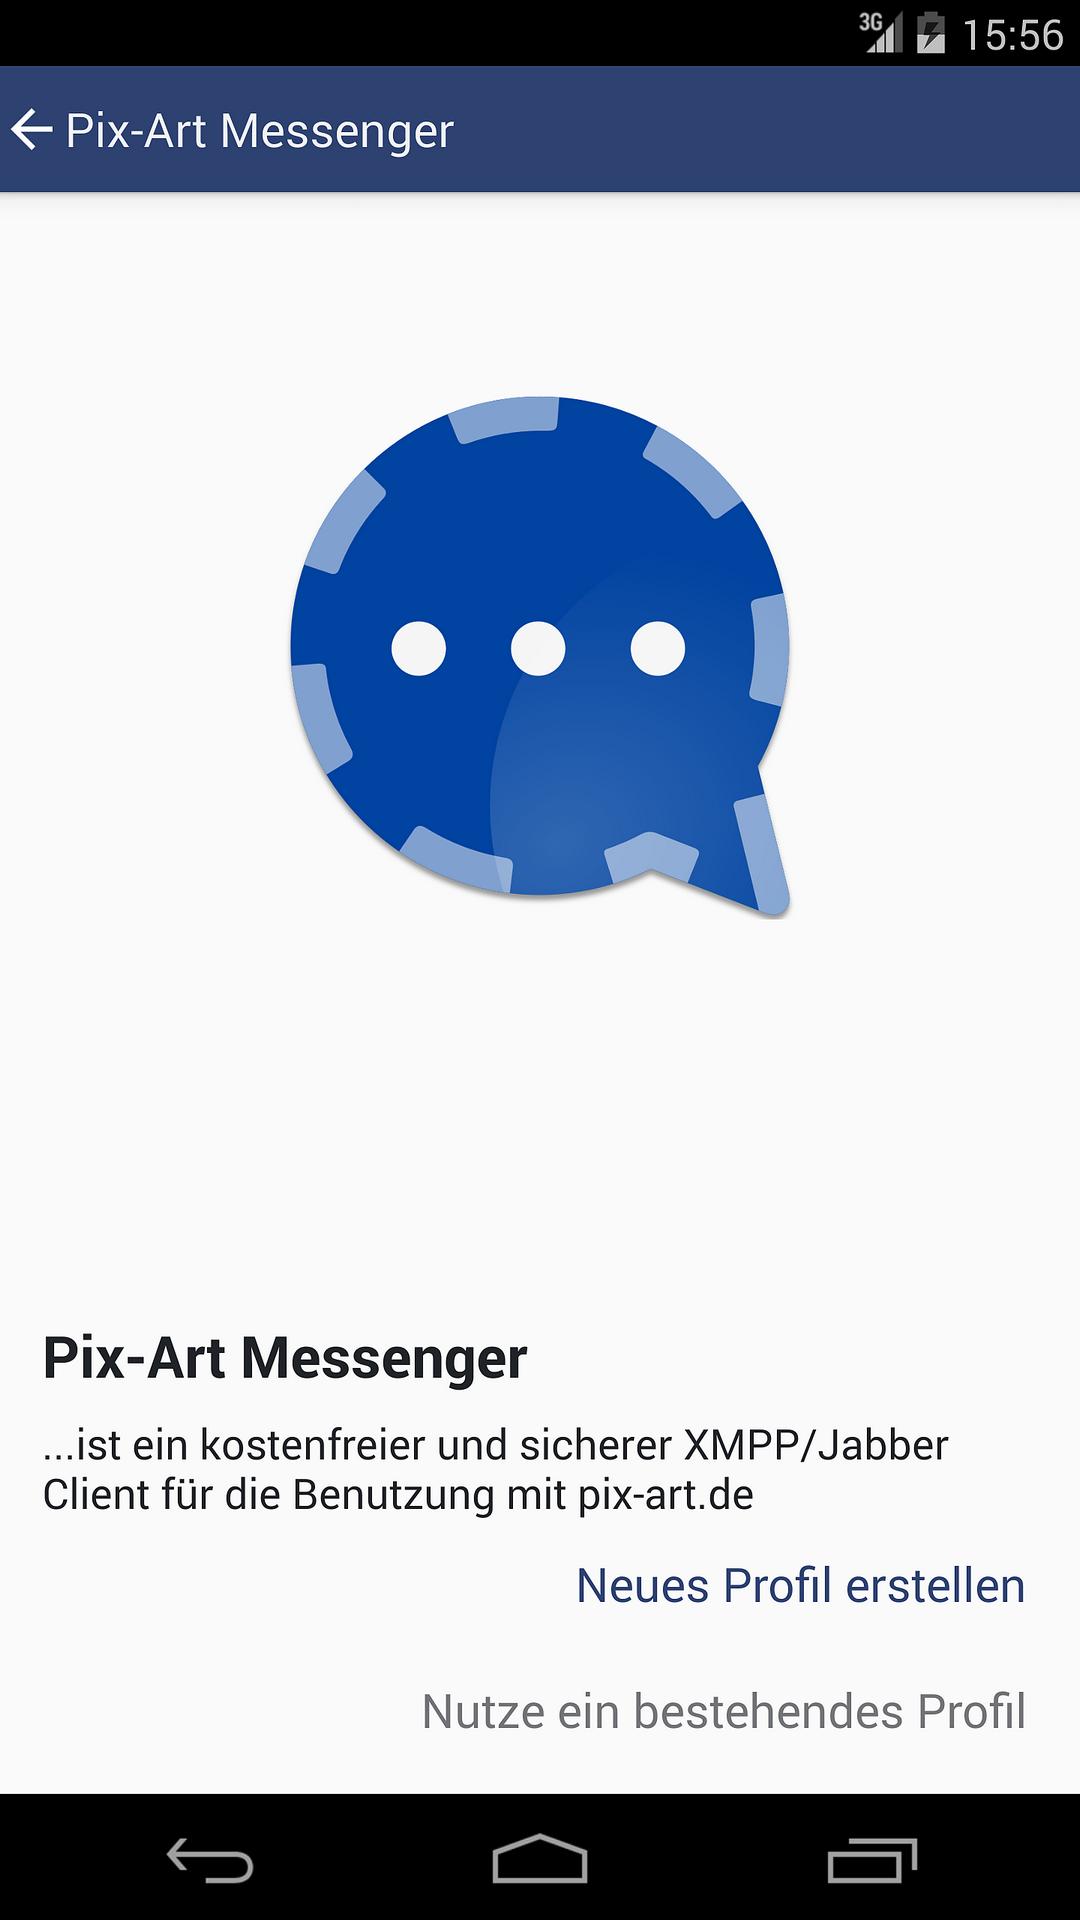 3G 15:56
Pix-Art Messenger
Pix-Art Messenger
...ist ein kostenfreier und sicherer XMPP/Jabber
Client für die Benutzung mit pix-art.de
Neues Profil erstellen
Nutze ein bestehendes Profil